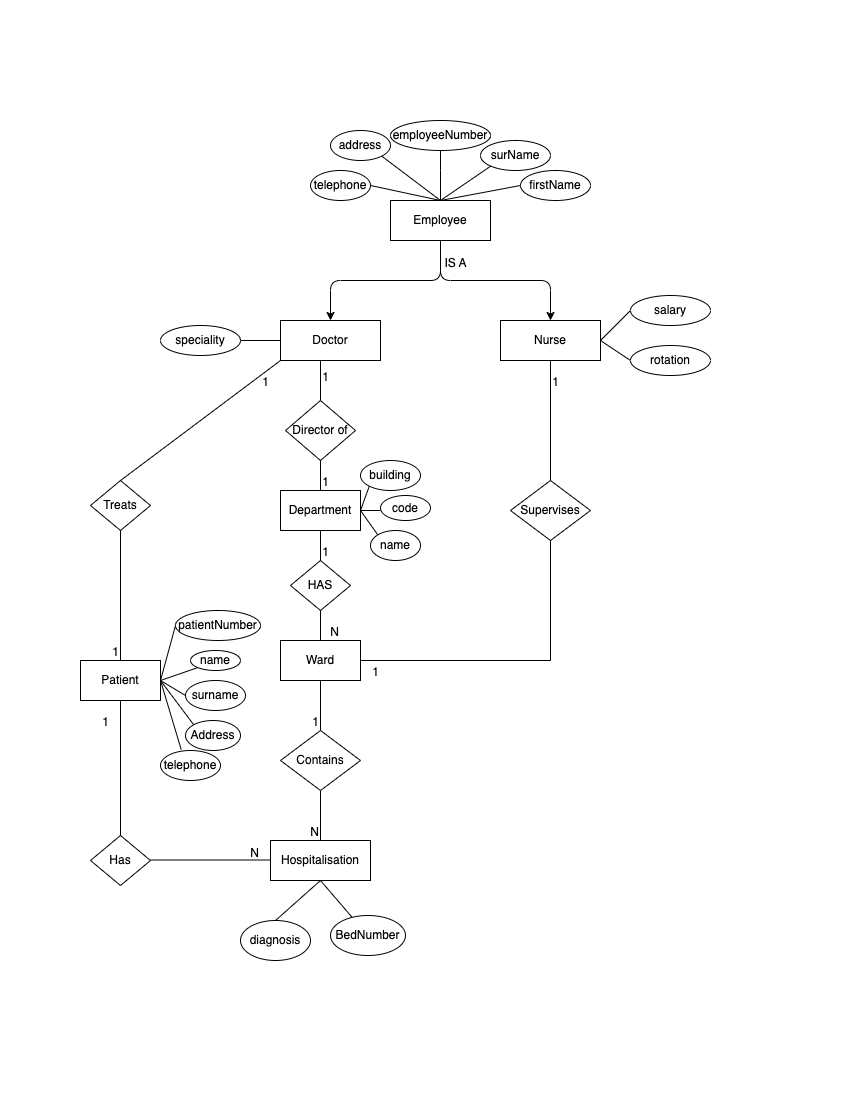 employeeNumber
address
surName
telephone
firstName
Employee
IS A
salary
speciality
Doctor
Nurse
rotation
1
1
1
Director of
building
1
Treats
Department
code
Supervises
name
1
HAS
patientNumber
N
1
name
Ward
1
Patient
surname
1
1
Address
Contains
telephone
N
N
Has
Hospitalisation
diagnosis
BedNumber